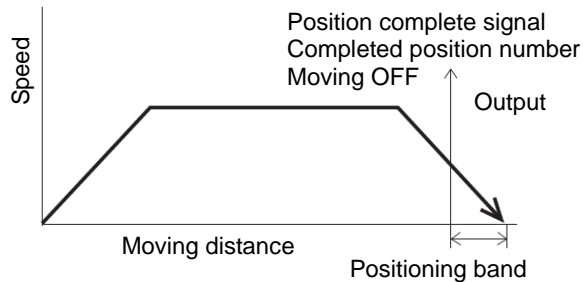 Position complete signal
Completed position number
Moving OFF
Speed
Output
Moving distance
Positioning band